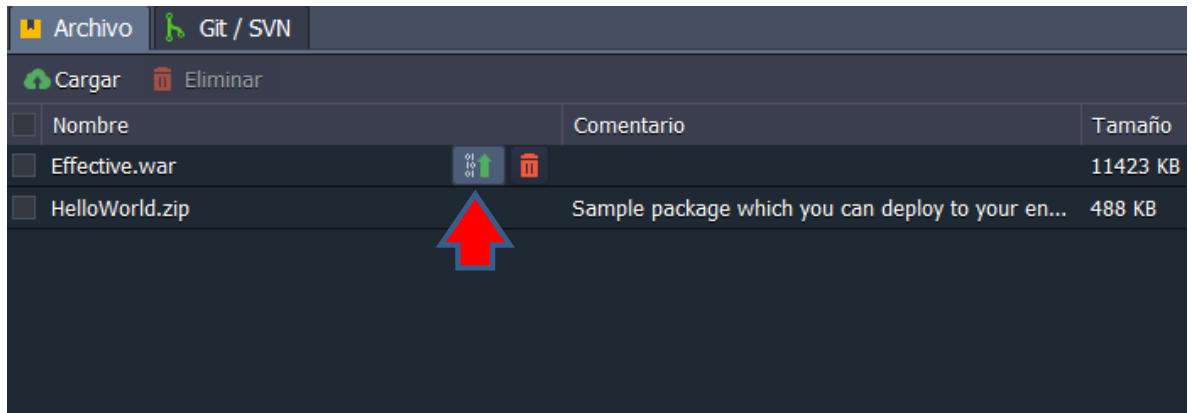 Archivo Git / SVN
Cargar Eliminar
Nombre Comentario Tamaño
Effective.war 11423 KB
HelloWorld.zip Sample package which you can deploy to your en... 488 KB